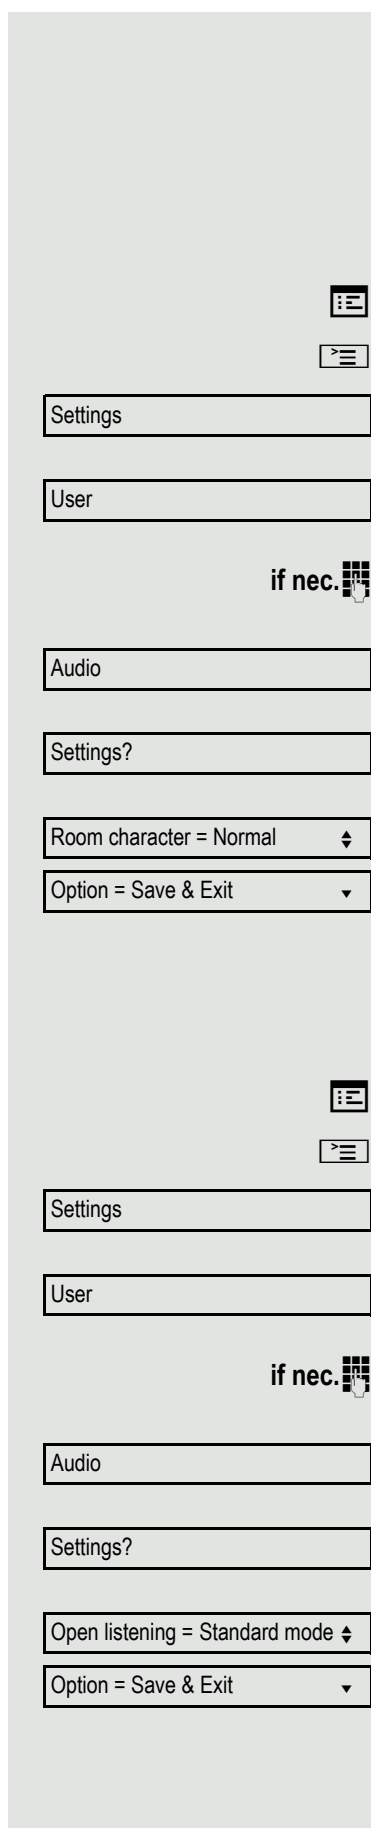 Settings
User
if nec.
Audio
Settings?
Room character = Normal
Option = Save & Exit
Settings
User
if nec.
Audio
Settings?
Open listening = Standard mode
Option = Save & Exit